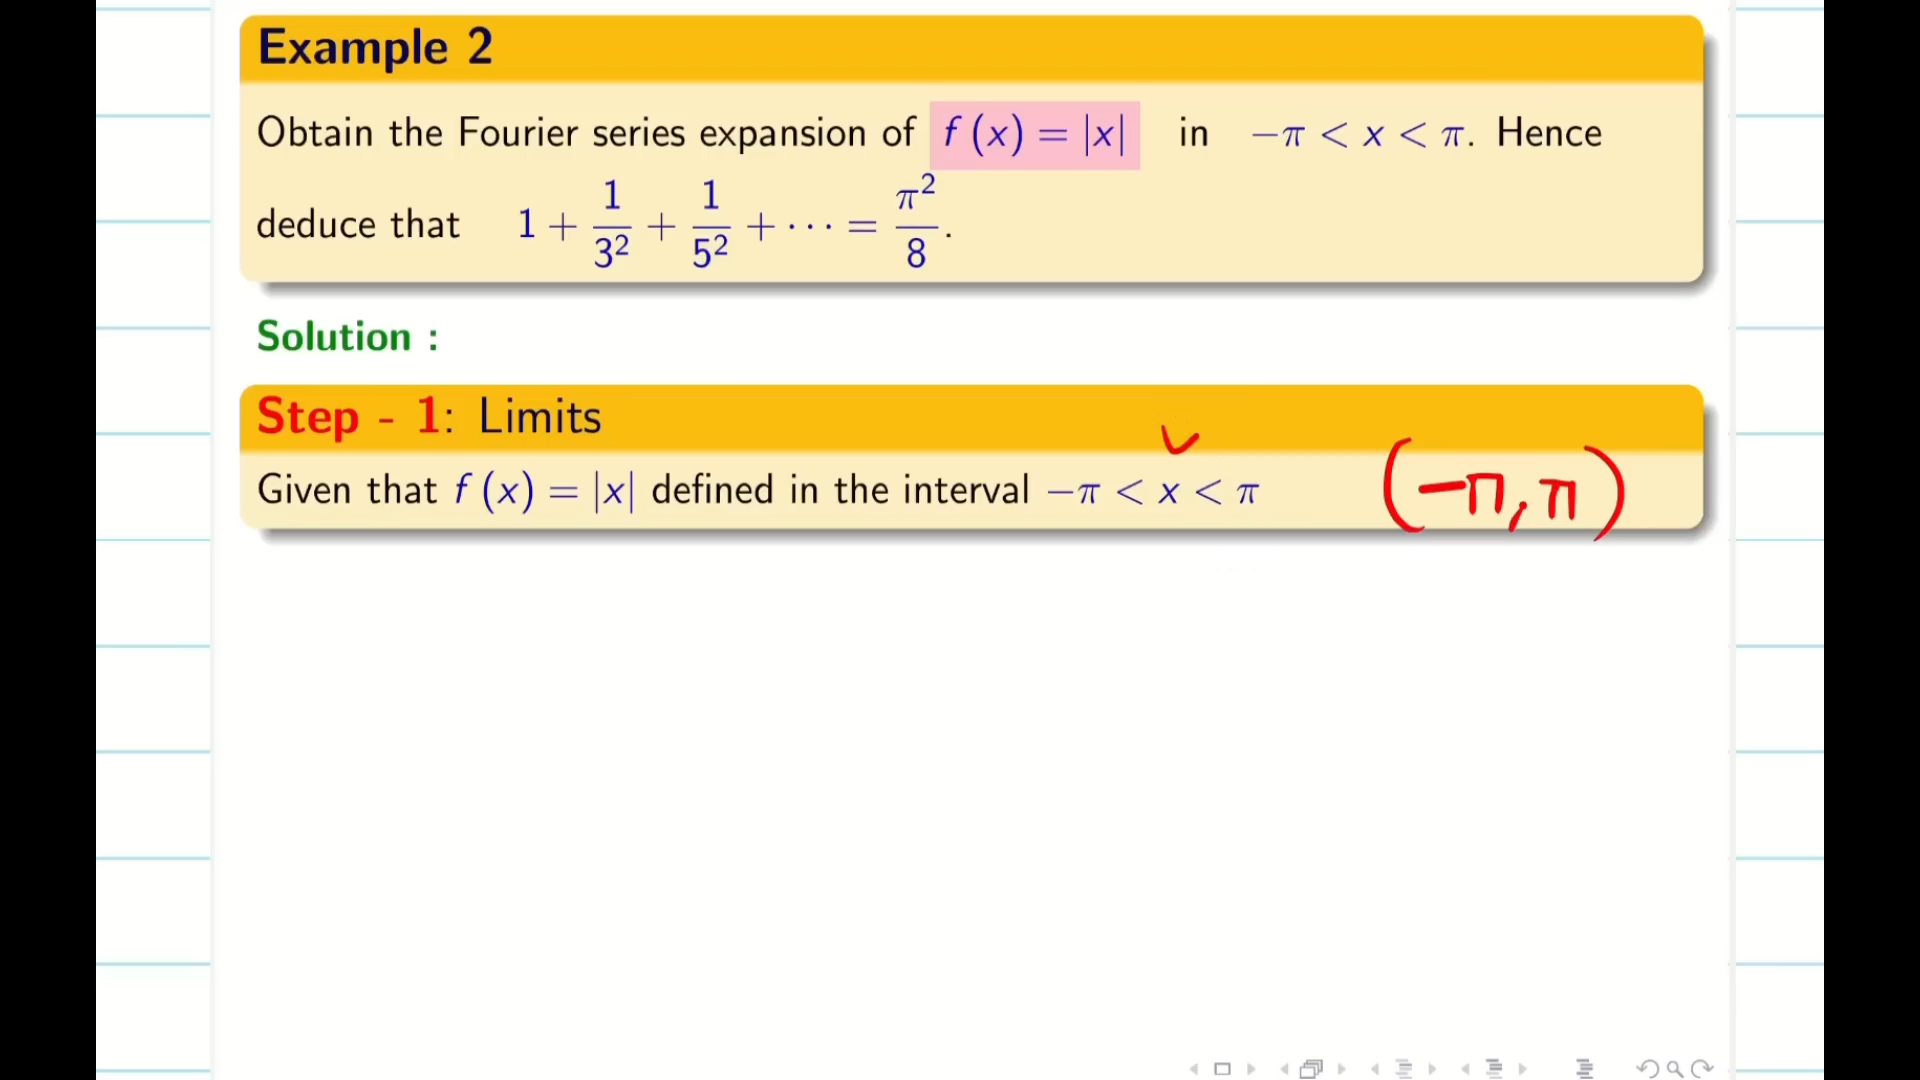 Example 2
Obtain the Fourier series expansion of f (x) = |x| in −π < x < π. Hence
deduce that 1 + 1/3² + 1/5² + ··· = π²/8.
Solution :
Step - 1: Limits
Given that f (x) = |x| defined in the interval −π < x < π (−π, π)